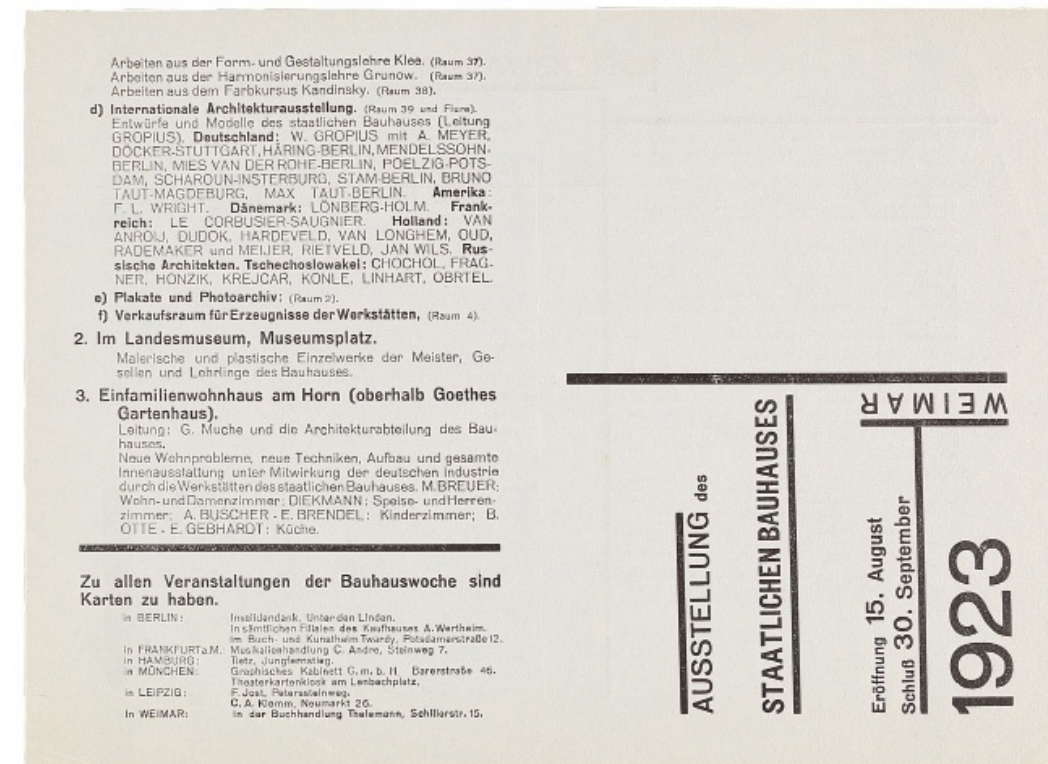 Arbeiten aus der Form- und Gestaltungslehre Klee. (Raum 37).
Arbeiten aus der Harmonisierungslehre Grunow. (Raum 37).
Arbeiten aus dem Farbkursus Kandinsky. (Raum 38).
d) Internationale Architekturausstellung. (Raum 39 und Flure).
Entwürfe und Modelle des staatlichen Bauhauses (Leitung
GROPIUS), Deutschland: W. GROPIUS mit A. MEYER,
DÖCKER-STUTTGART, HÄRING-BERLIN, MENDELSSOHN-
BERLIN, MIES VAN DER ROHE-BERLIN, POELZIG-POTS-
DAM, SCHAROUN-INSTERBURG, STAM-BERLIN, BRUNO
TAUT-MAGDEBURG, MAX TAUT-BERLIN. Amerika:
F. L. WRIGHT. Dänemark: LÖNBERG-HOLM. Frank-
reich: LE CORBUSIER-SAUGNIER. Holland: VAN
ANROIJ, DUDOK, HARDEVELD, VAN LONGHEM, OUD,
RADEMAKER und MEIJER, RIETVELD, JAN WILS. Rus-
sische Architekten. Tschechoslowakei: CHOCHOL, FRAG-
NER, HONZIK, KREJCAR, KONLE, LINHART, OBRTEL.
e) Plakate und Photoarchiv; (Raum 2).
f) Verkaufsraum für Erzeugnisse der Werkstätten, (Raum 4).
2. Im Landesmuseum, Museumsplatz.
Malerische und plastische Einzelwerke der Meister, Ge-
sellen und Lehrlinge des Bauhauses.
3. Einfamilienwohnhaus am Horn (oberhalb Goethes
Gartenhaus).
Leitung: G. Muche und die Architekturabteilung des Bau-
hauses.
Neue Wohnprobleme, neue Techniken, Aufbau und gesamte
Innenausstattung unter Mitwirkung der deutschen Industrie
durch die Werkstätten des staatlichen Bauhauses. M. BREUER:
Wohn- und Damenzimmer; DIEKMANN: Speise- und Herren-
zimmer; A. BUSCHER - E. BRENDEL: Kinderzimmer; B.
OTTE - E. GEBHARDT: Küche.
Zu allen Veranstaltungen der Bauhauswoche sind
Karten zu haben.
in BERLIN: Invalidendank, Unter den Linden.
In sämtlichen Filialen des Kaufhauses A. Wertheim.
Im Buch- und Kunstheim Twardy, Potsdamerstraße 12.
in FRANKFURT a. M.: Musikalienhandlung C. Andre, Steinweg 7.
in HAMBURG: Tietz, Jungfernstieg.
in MÜNCHEN: Graphisches Kabinett G. m. b. H. Barerstraße 46.
Theaterkartenkiosk am Lenbachplatz.
in LEIPZIG: F. Jost, Peterssteinweg.
C. A. Klemm, Neumarkt 26.
In WEIMAR: In der Buchhandlung Thelemann, Schillerstr. 15.
AUSSTELLUNG des
STAATLICHEN BAUHAUSES
WEIMAR
Eröffnung 15. August
Schluß 30. September
1923